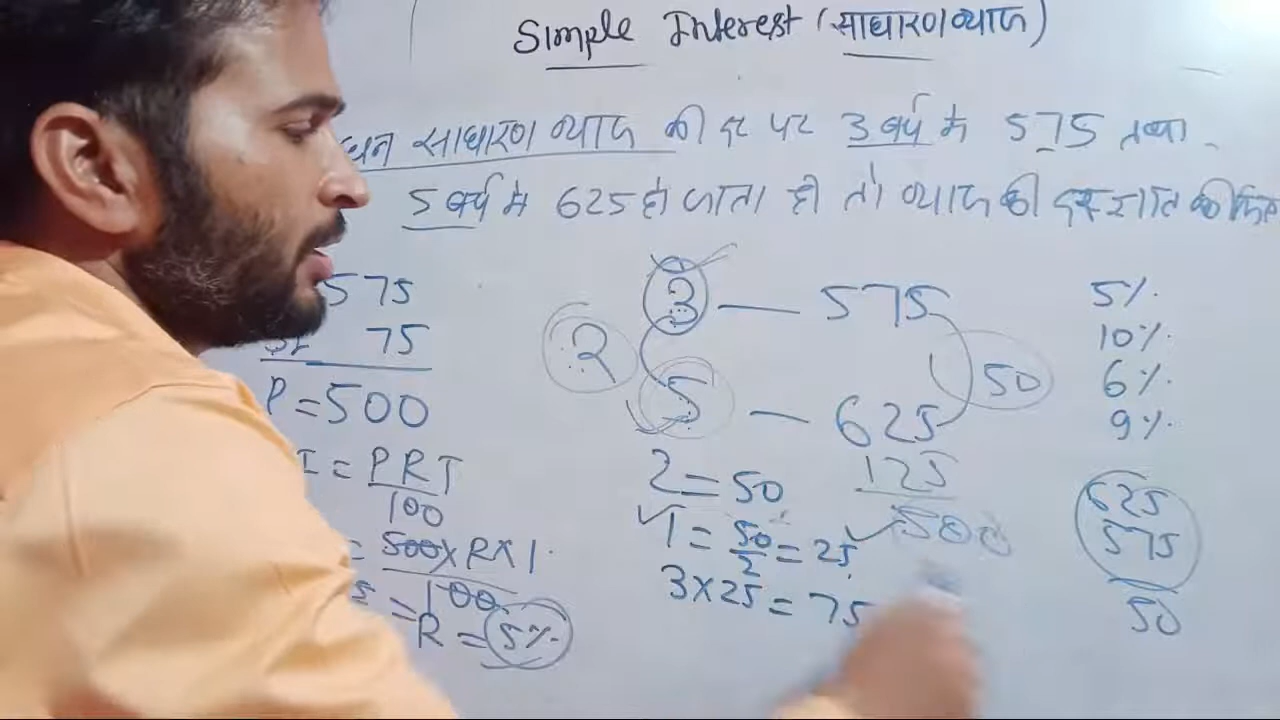 Simple Interest (साधारण ब्याज)
धन साधारण ब्याज की दर पर 3 वर्ष में 575 तथा
5 वर्ष में 625 हो जाता हो तो ब्याज की दर ज्ञात की
575
SI 75
P = 500
I = PRT
100
= 500 x R x 1
100
= R = 5%
3 — 575
2
50
5 — 625
2 = 50
125
1 = 50/2 = 25
500
3 x 25 = 75
5%
10%
6%
9%
625
575
50